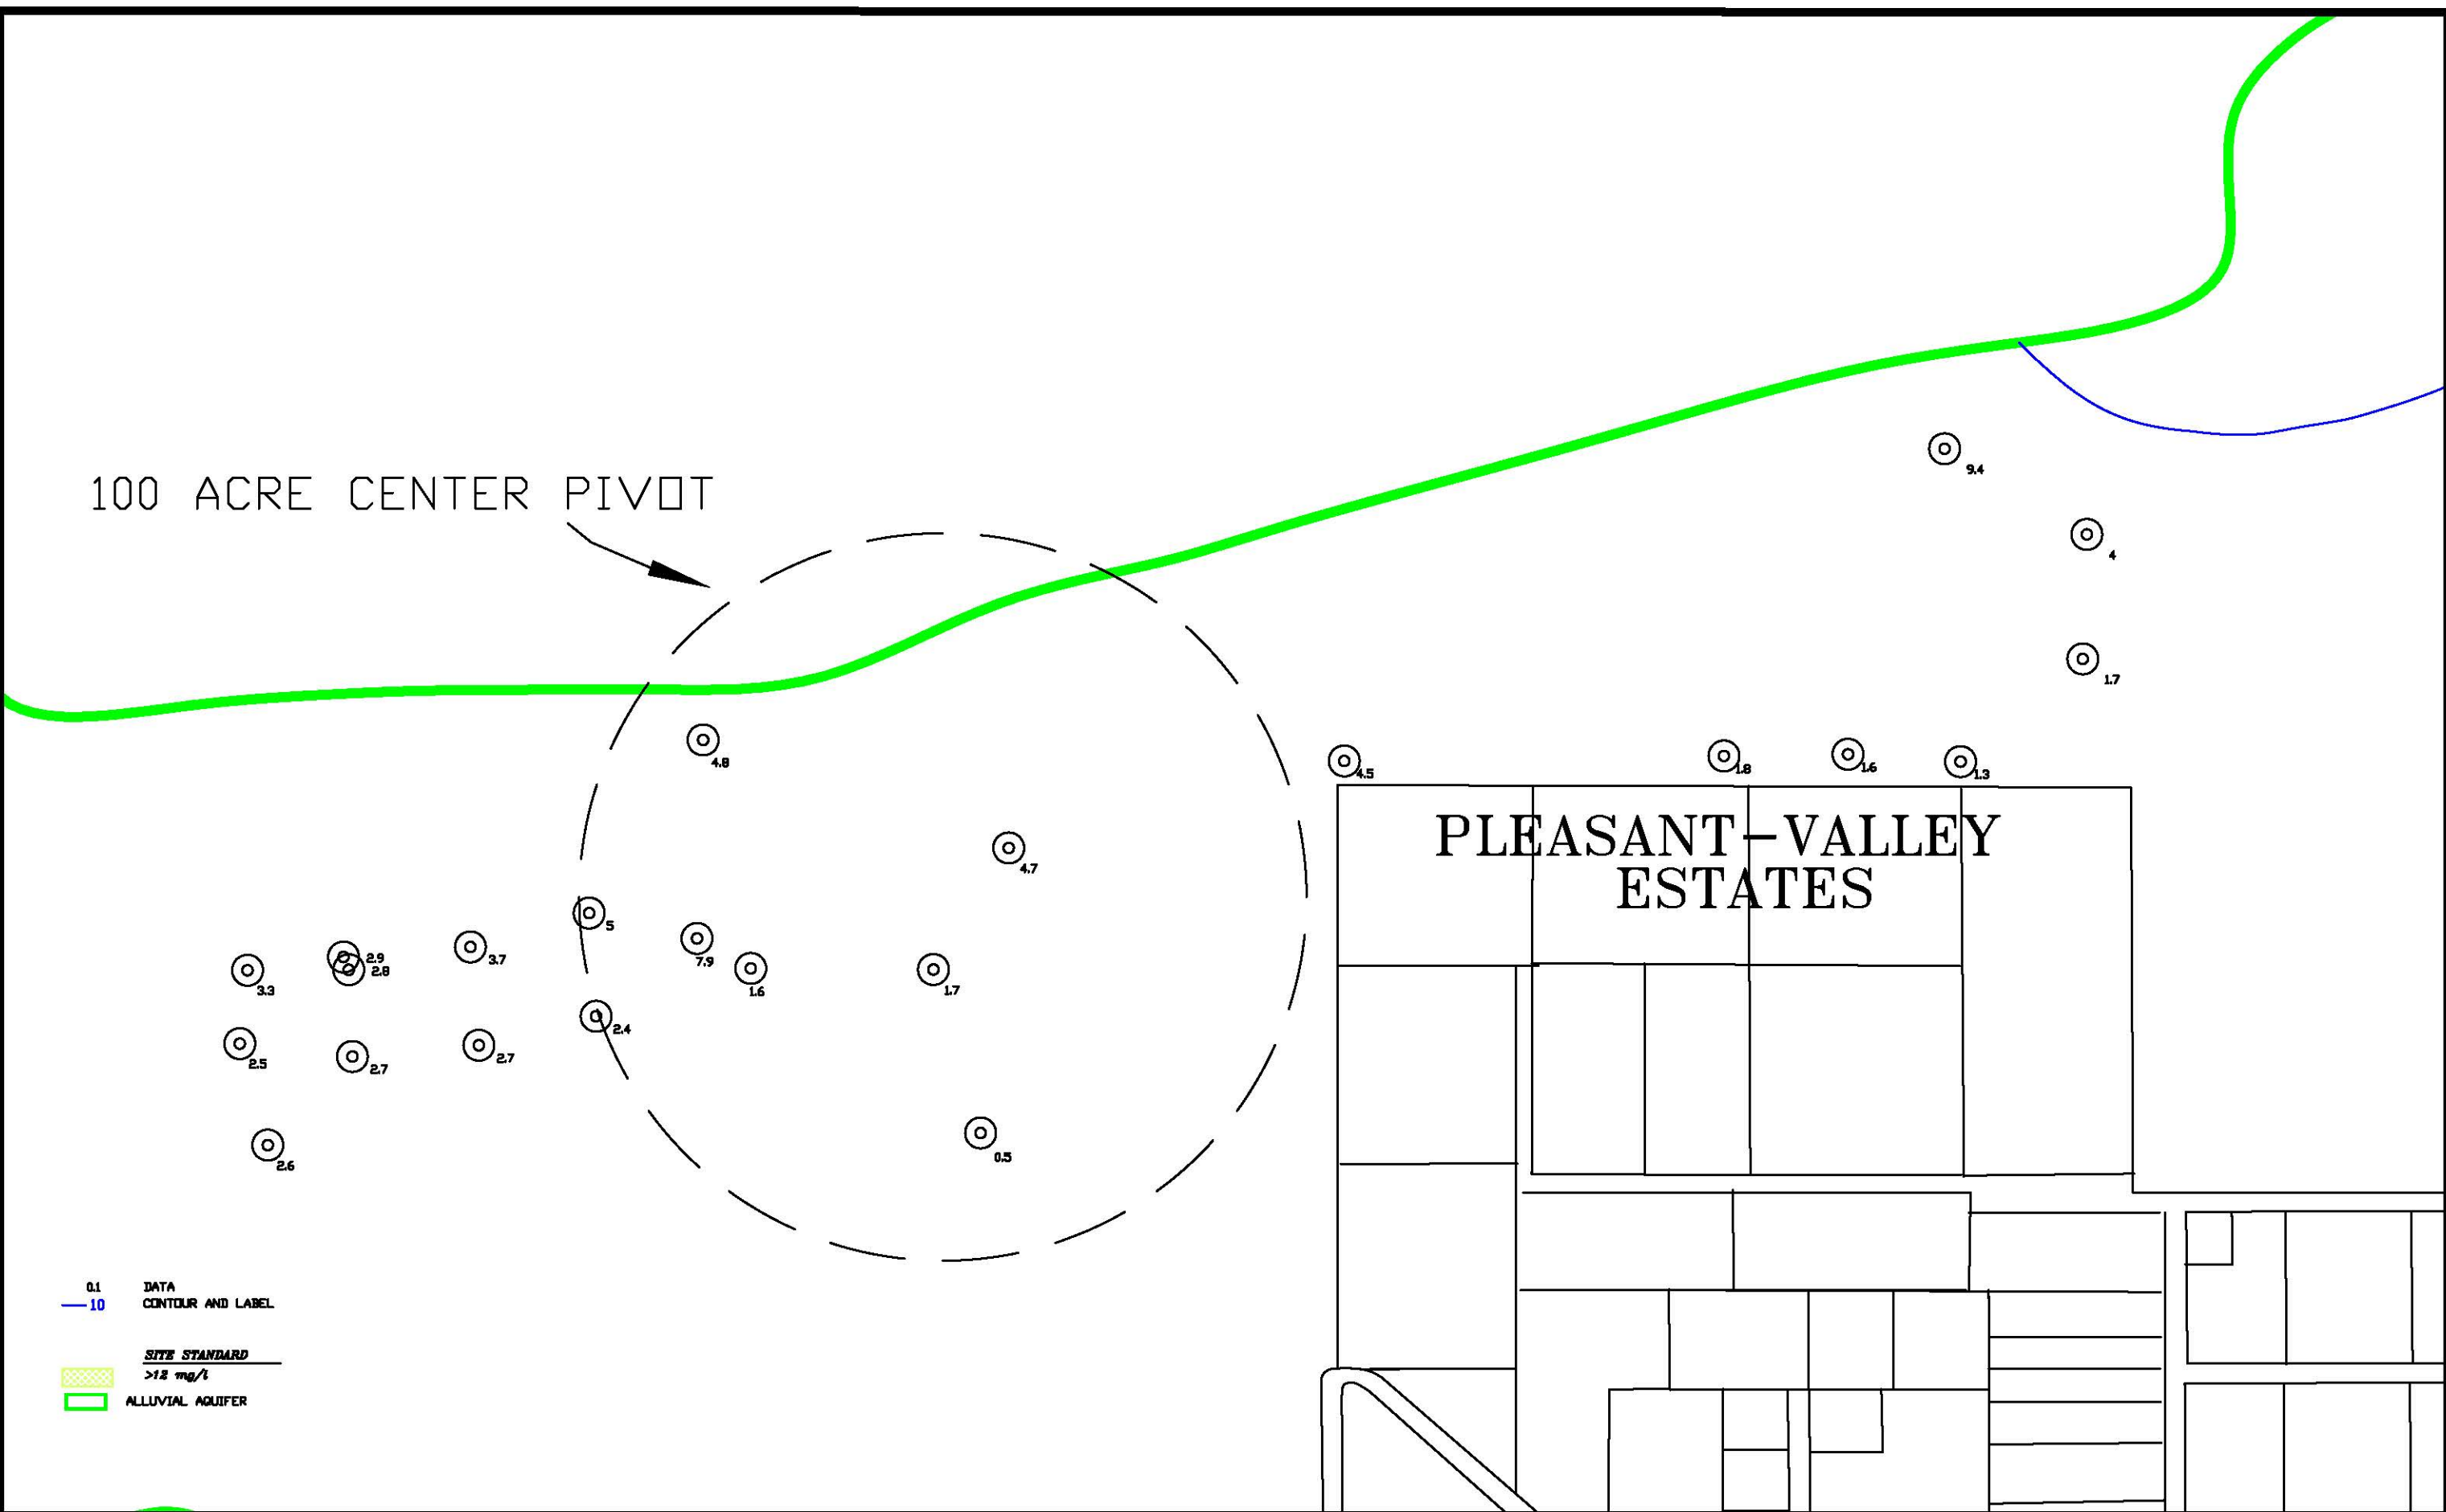 9.4
100 ACRE CENTER PIVOT
4
1.7
4.8
4.5
1.8
1.6
1.3
PLEASANT-VALLEY
ESTATES
4.7
5
2.9
3.7
7.9
2.8
3.3
1.6
1.7
2.4
2.5
2.7
2.7
0.5
2.6
0.1 DATA
10 CONTOUR AND LABEL
SITE STANDARD
>12 mg/l
ALLUVIAL AQUIFER